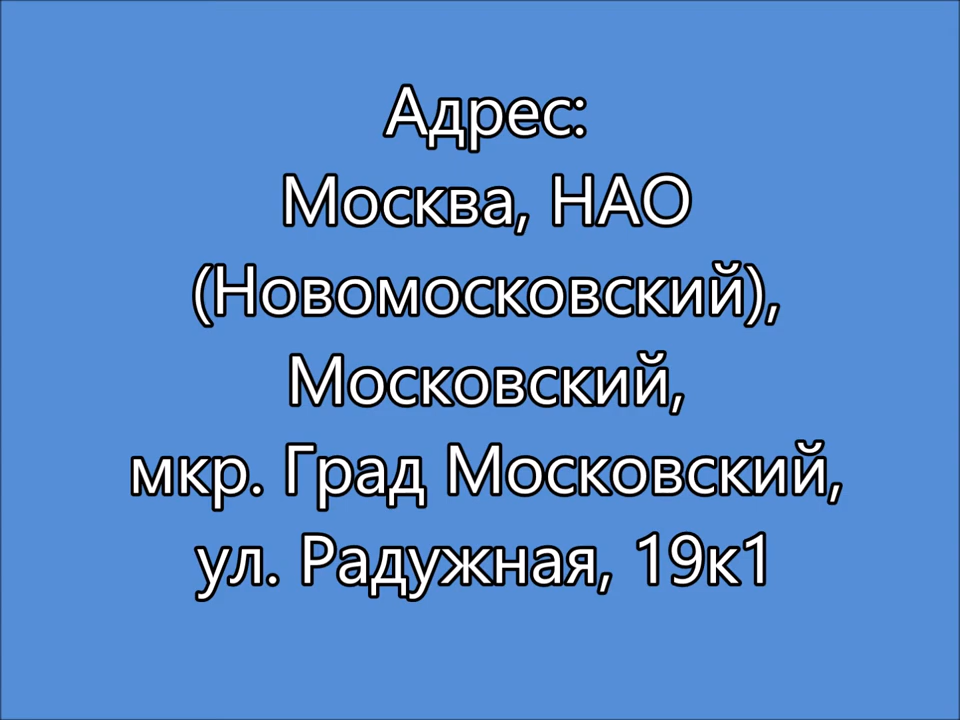 Адрес:
Москва, НАО
(Новомосковский),
Московский,
мкр. Град Московский,
ул. Радужная, 19к1